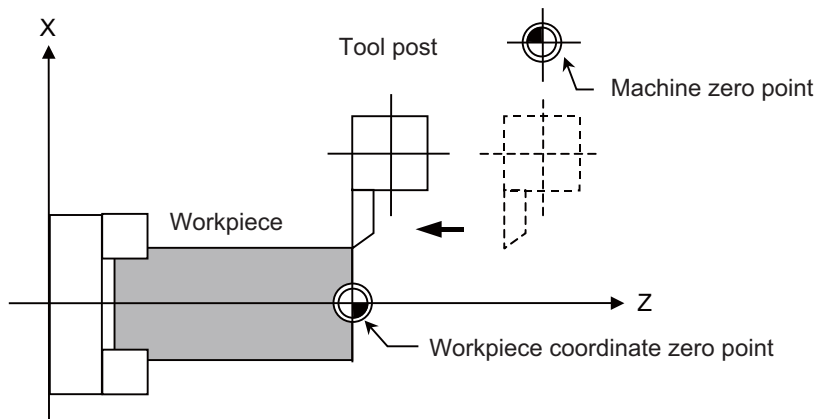 X
Tool post
Machine zero point
Workpiece
Z
Workpiece coordinate zero point